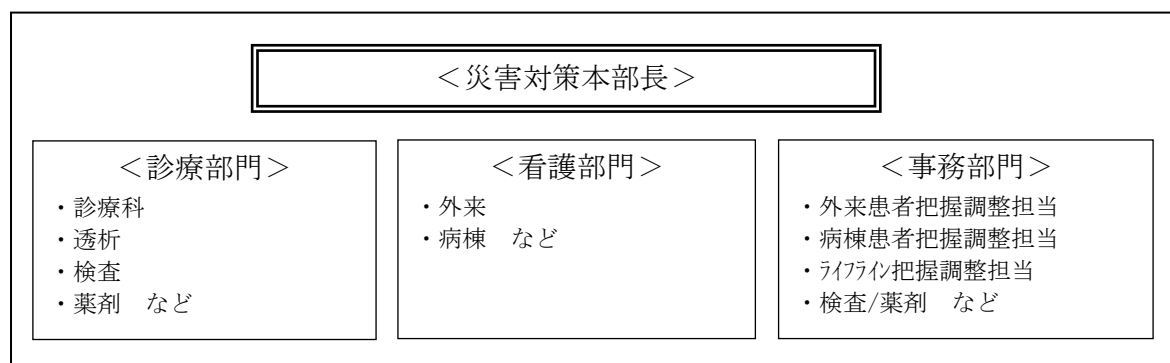 ＜災害対策本部長＞
＜診療部門＞
・診療科
・透析
・検査
・薬剤　など
＜看護部門＞
・外来
・病棟　など
＜事務部門＞
・外来患者把握調整担当
・病棟患者把握調整担当
・ﾗｲﾌﾗｲﾝ把握調整担当
・検査/薬剤　など